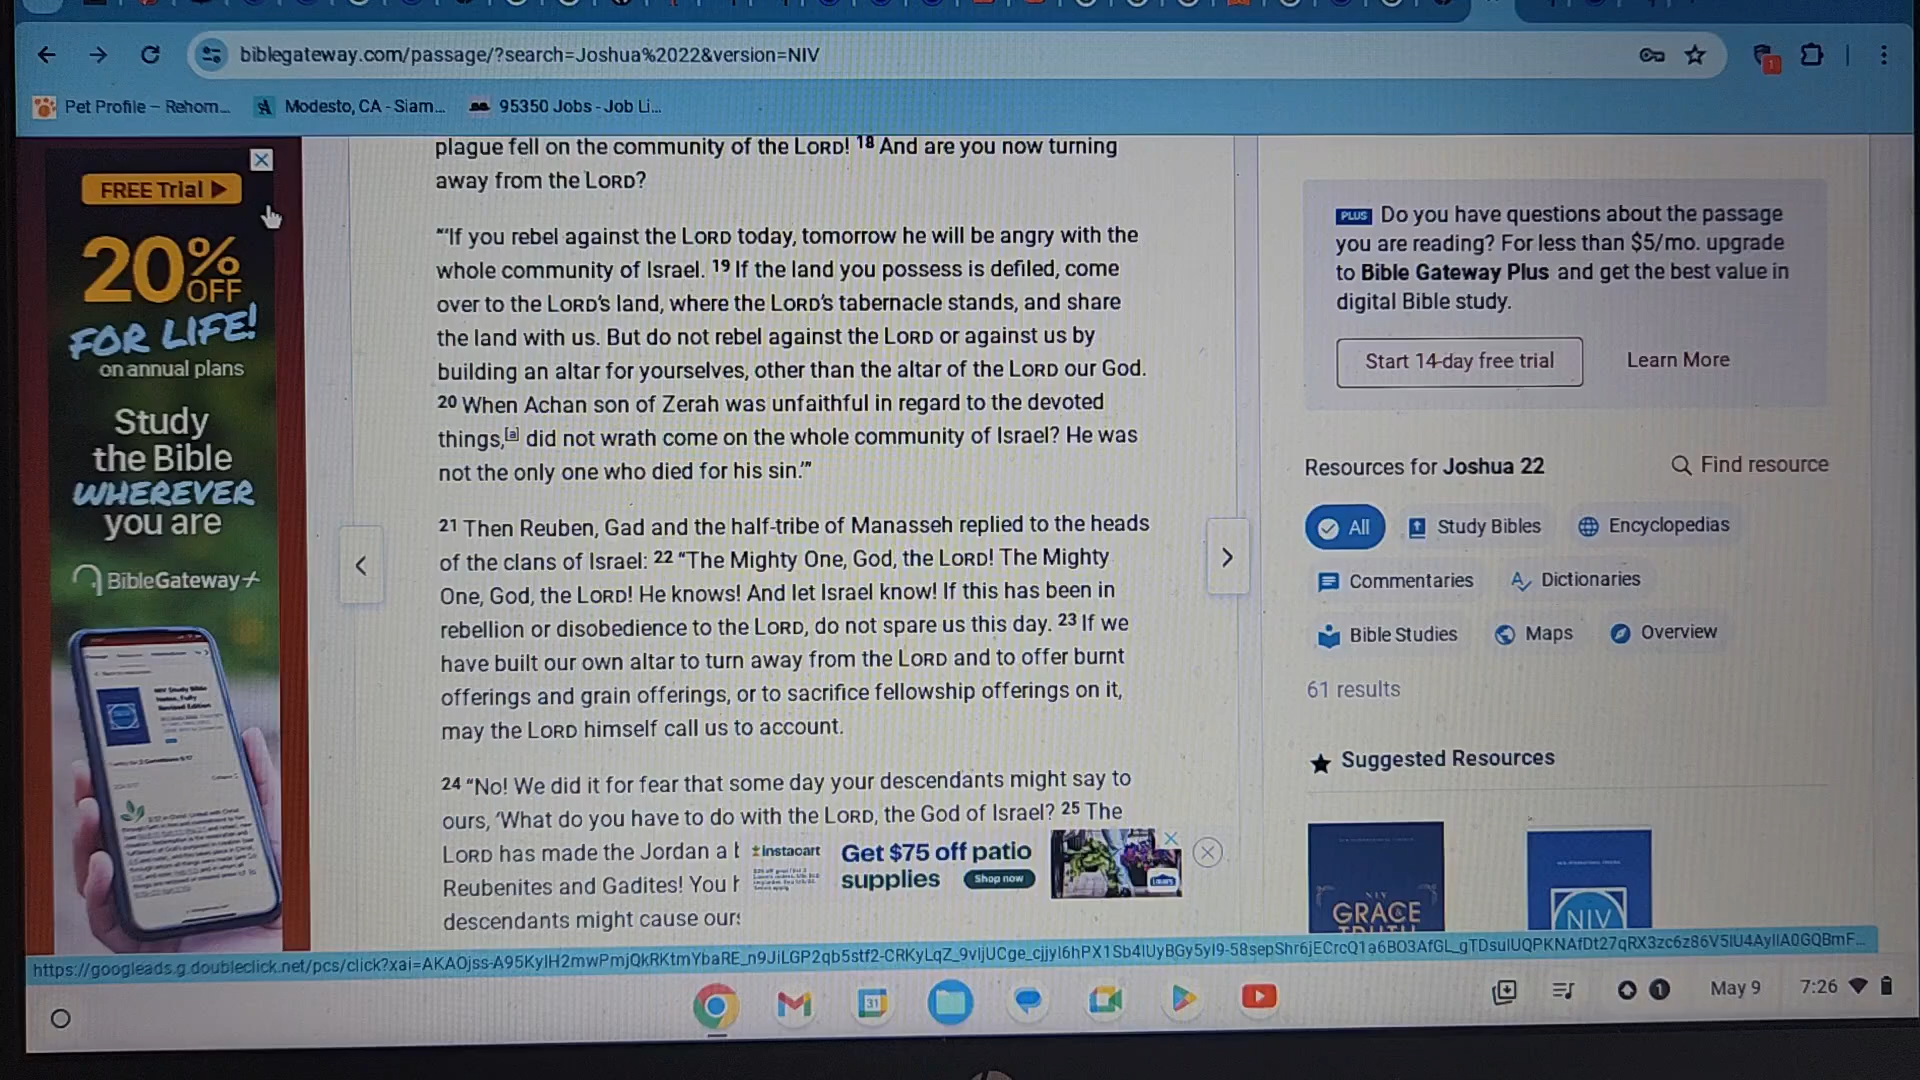 biblegateway.com/passage/?search=Joshua%2022&version=NIV
1
Pet Profile – Rehom...
Modesto, CA - Siam...
95350 Jobs - Job Li...
FREE Trial
20% OFF
FOR LIFE!
on annual plans
Study
the Bible
WHEREVER
you are
BibleGateway+
plague fell on the community of the LORD! 18 And are you now turning
away from the LORD?
“‘If you rebel against the LORD today, tomorrow he will be angry with the
whole community of Israel. 19 If the land you possess is defiled, come
over to the LORD’s land, where the LORD’s tabernacle stands, and share
the land with us. But do not rebel against the LORD or against us by
building an altar for yourselves, other than the altar of the LORD our God.
20 When Achan son of Zerah was unfaithful in regard to the devoted
things,[a] did not wrath come on the whole community of Israel? He was
not the only one who died for his sin.’”
21 Then Reuben, Gad and the half-tribe of Manasseh replied to the heads
of the clans of Israel: 22 “The Mighty One, God, the LORD! The Mighty
One, God, the LORD! He knows! And let Israel know! If this has been in
rebellion or disobedience to the LORD, do not spare us this day. 23 If we
have built our own altar to turn away from the LORD and to offer burnt
offerings and grain offerings, or to sacrifice fellowship offerings on it,
may the LORD himself call us to account.
24 “No! We did it for fear that some day your descendants might say to
ours, ‘What do you have to do with the LORD, the God of Israel? 25 The
LORD has made the Jordan a b
Reubenites and Gadites! You h
descendants might cause ours
instacart
Get $75 off patio
supplies
Shop now
PLUS Do you have questions about the passage
you are reading? For less than $5/mo. upgrade
to Bible Gateway Plus and get the best value in
digital Bible study.
Start 14-day free trial
Learn More
Resources for Joshua 22
Find resource
All
Study Bibles
Encyclopedias
Commentaries
Dictionaries
Bible Studies
Maps
Overview
61 results
Suggested Resources
NIV
GRACE
TRUTH
NIV
31
1
May 9
7:26